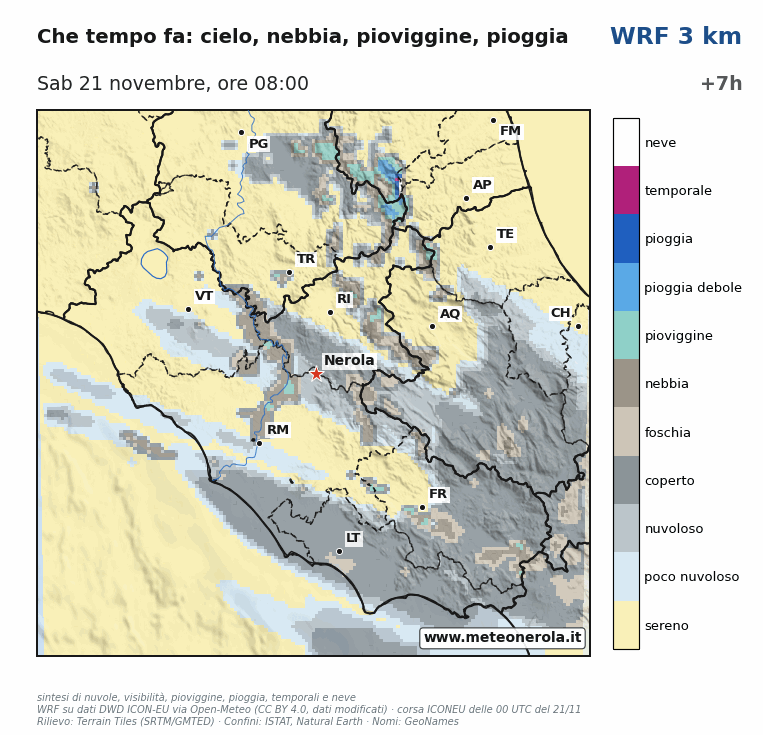 Che tempo fa: cielo, nebbia, pioviggine, pioggia
WRF 3 km
Sab 21 novembre, ore 08:00
+7h
FM
PG
AP
TE
TR
VT
RI
AQ
CH
Nerola
RM
FR
LT
www.meteonerola.it
neve
temporale
pioggia
pioggia debole
pioviggine
nebbia
foschia
coperto
nuvoloso
poco nuvoloso
sereno
sintesi di nuvole, visibilità, pioviggine, pioggia, temporali e neve
WRF su dati DWD ICON-EU via Open-Meteo (CC BY 4.0, dati modificati) · corsa ICONEU delle 00 UTC del 21/11
Rilievo: Terrain Tiles (SRTM/GMTED) · Confini: ISTAT, Natural Earth · Nomi: GeoNames